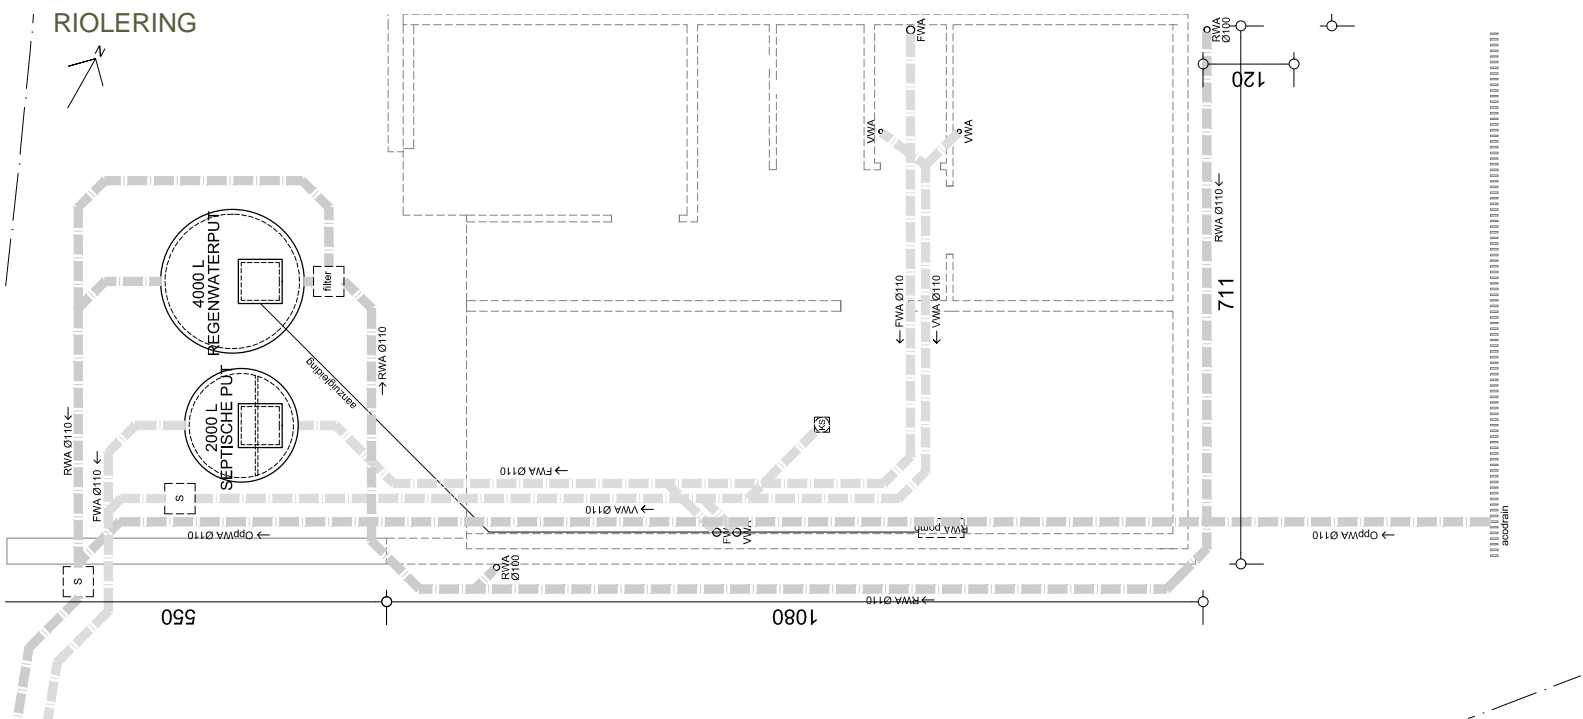 RIOLERING
N
FWA
RWA
Ø100
120
VWA
VWA
RWA Ø110
4000 L
REGENWATERPUT
filter
FWA Ø110
VWA Ø110
711
RWA Ø110
aanzuigleiding
2000 L
SEPTISCHE PUT
RWA Ø110
KS
FWA Ø110
FWA Ø110
S
VWA Ø110
OppWA Ø110
FWA
VWA
RWA pomp
OppWA Ø110
acodrain
RWA
Ø100
S
RWA Ø110
550
1080